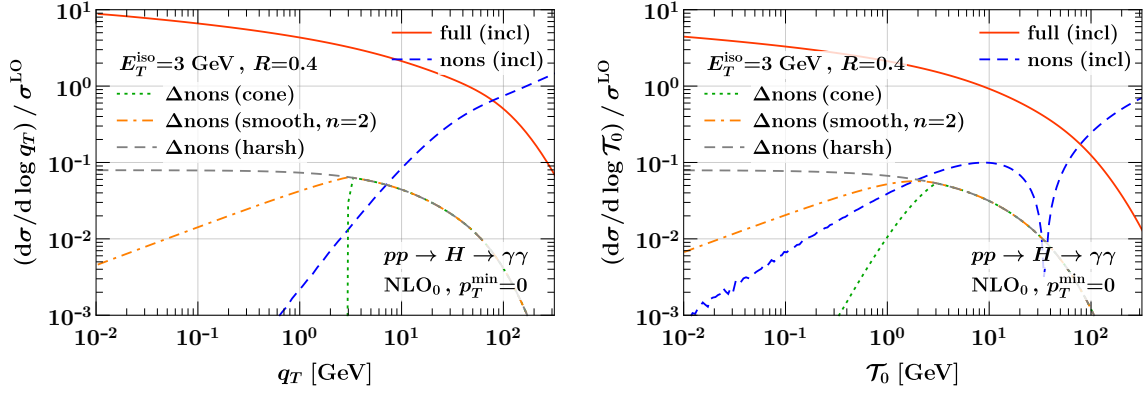 (dσ/d log q_T) / σ^LO
10^1
10^0
10^−1
10^−2
10^−3
full (incl)
nons (incl)
E_T^iso=3 GeV , R=0.4
Δnons (cone)
Δnons (smooth, n=2)
Δnons (harsh)
pp → H → γγ
NLO_0 , p_T^min=0
10^−2 10^−1 10^0 10^1 10^2
q_T [GeV]
(dσ/d log 𝒯_0) / σ^LO
10^1
10^0
10^−1
10^−2
10^−3
full (incl)
nons (incl)
E_T^iso=3 GeV , R=0.4
Δnons (cone)
Δnons (smooth, n=2)
Δnons (harsh)
pp → H → γγ
NLO_0 , p_T^min=0
10^−2 10^−1 10^0 10^1 10^2
𝒯_0 [GeV]